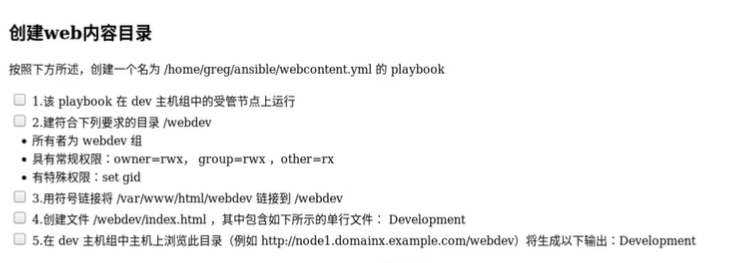 创建web内容目录
按照下方所述，创建一个名为 /home/greg/ansible/webcontent.yml 的 playbook
1.该 playbook 在 dev 主机组中的受管节点上运行
2.建符合下列要求的目录 /webdev
• 所有者为 webdev 组
• 具有常规权限：owner=rwx， group=rwx ，other=rx
• 有特殊权限：set gid
3.用符号链接将 /var/www/html/webdev 链接到 /webdev
4.创建文件 /webdev/index.html ，其中包含如下所示的单行文件： Development
5.在 dev 主机组中主机上浏览此目录（例如 http://node1.domainx.example.com/webdev）将生成以下输出：Development